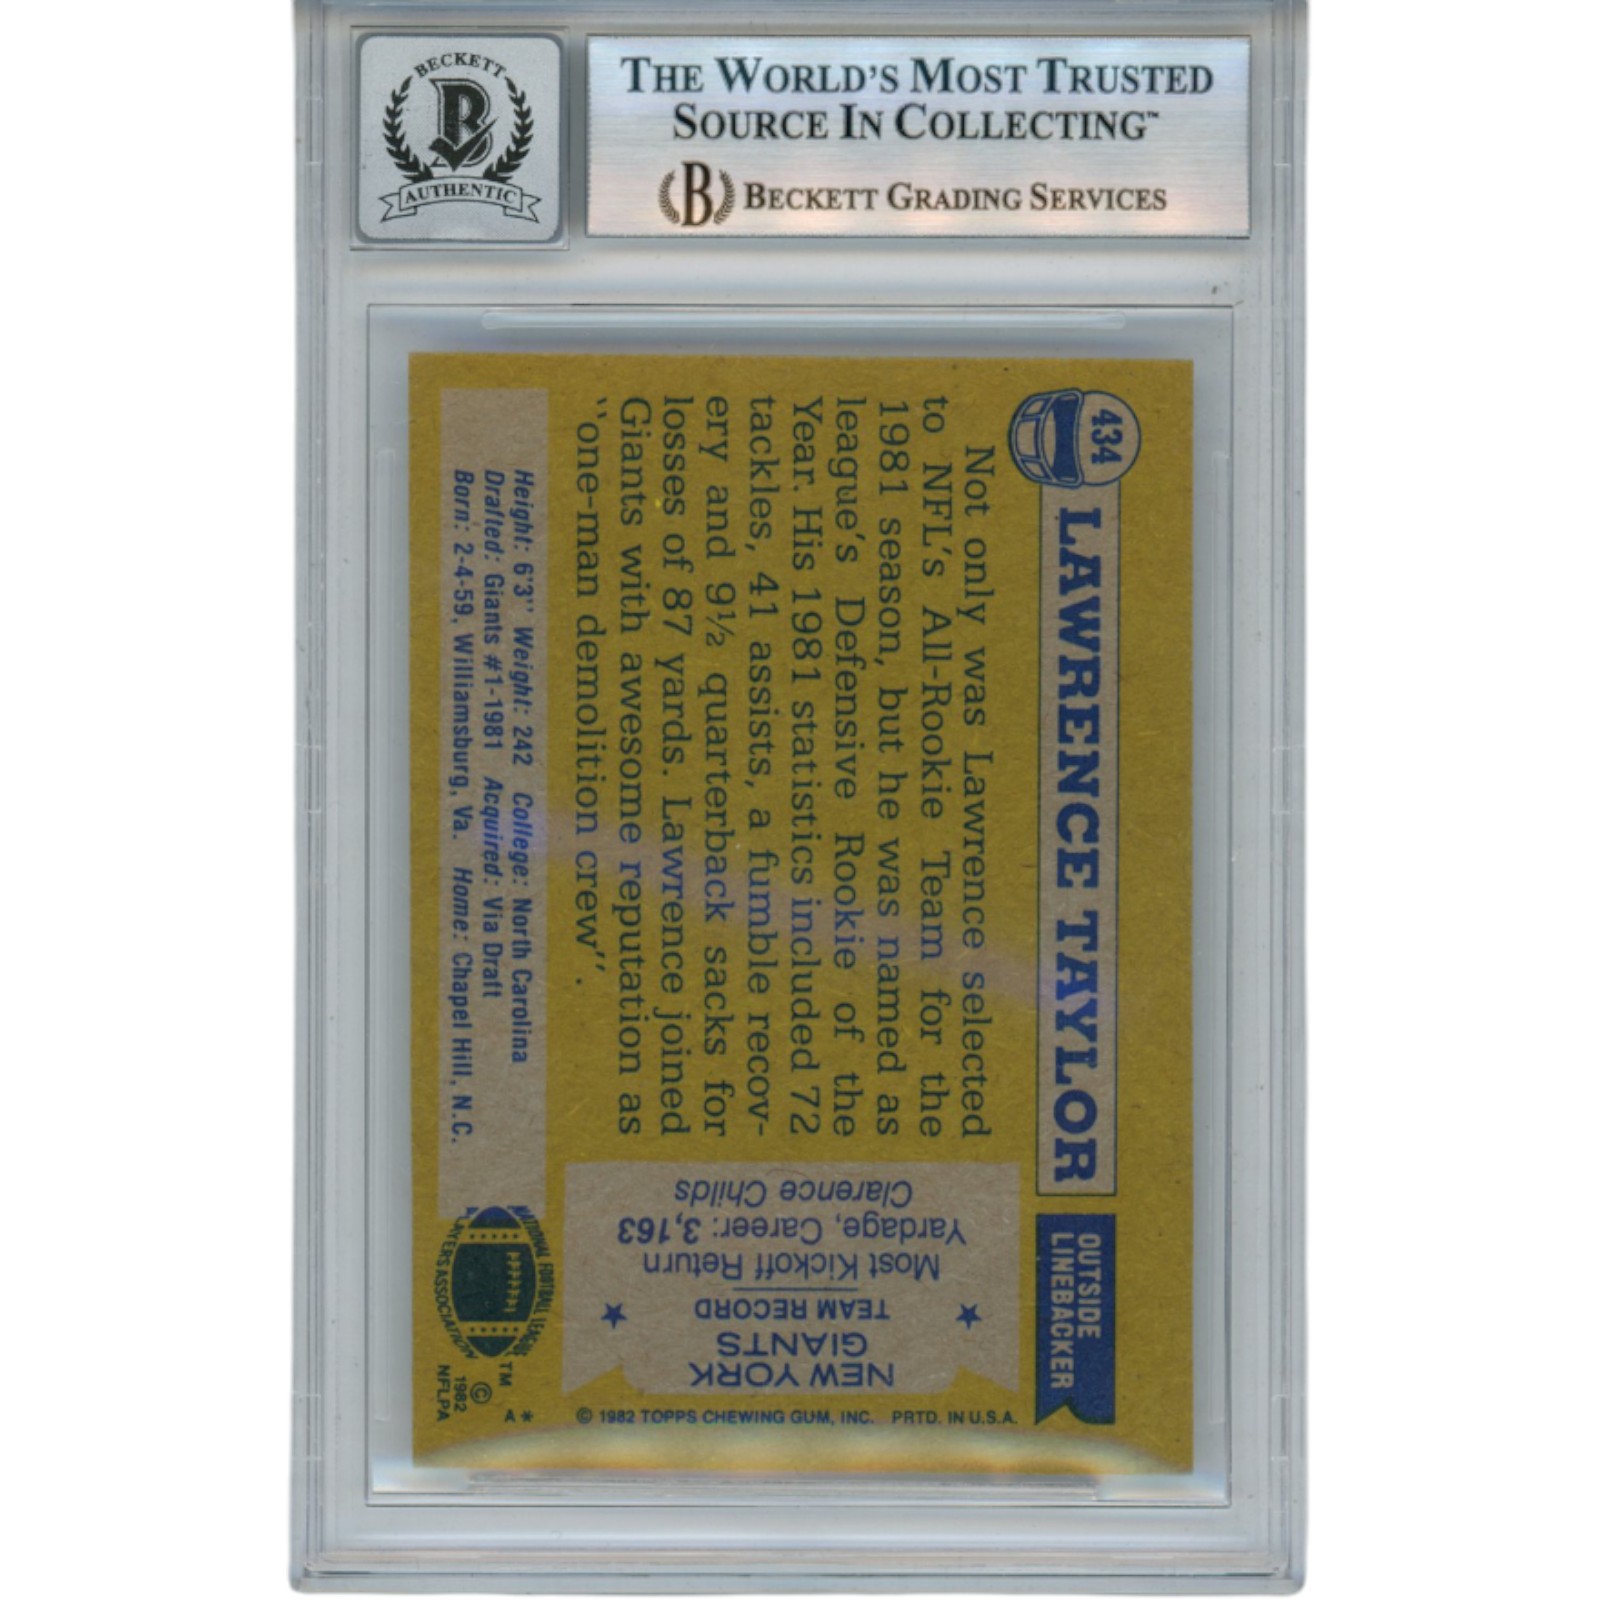 BECKETT
B
AUTHENTIC
THE WORLD'S MOST TRUSTED
SOURCE IN COLLECTING™
B BECKETT GRADING SERVICES
434
LAWRENCE TAYLOR
OUTSIDE
LINEBACKER
Not only was Lawrence selected
to NFL's All-Rookie Team for the
1981 season, but he was named as
league's Defensive Rookie of the
Year. His 1981 statistics included 72
tackles, 41 assists, a fumble recov-
ery and 9½ quarterback sacks for
losses of 87 yards. Lawrence joined
Giants with awesome reputation as
"one-man demolition crew".
NEW YORK
GIANTS
TEAM RECORD
Most Kickoff Return
Yardage, Career: 3,163
Clarence Childs
Height: 6'3" Weight: 242 College: North Carolina
Drafted: Giants #1-1981 Acquired: Via Draft
Born: 2-4-59, Williamsburg, Va. Home: Chapel Hill, N.C.
NATIONAL FOOTBALL LEAGUE
PLAYERS ASSOCIATION
TM
©
1982
NFLPA
A*
© 1982 TOPPS CHEWING GUM, INC. PRTD. IN U.S.A.